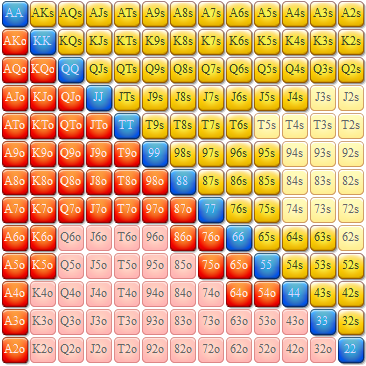 AA AKs AQs AJs ATs A9s A8s A7s A6s A5s A4s A3s A2s
AKo KK KQs KJs KTs K9s K8s K7s K6s K5s K4s K3s K2s
AQo KQo QQ QJs QTs Q9s Q8s Q7s Q6s Q5s Q4s Q3s Q2s
AJo KJo QJo JJ JTs J9s J8s J7s J6s J5s J4s J3s J2s
ATo KTo QTo JTo TT T9s T8s T7s T6s T5s T4s T3s T2s
A9o K9o Q9o J9o T9o 99 98s 97s 96s 95s 94s 93s 92s
A8o K8o Q8o J8o T8o 98o 88 87s 86s 85s 84s 83s 82s
A7o K7o Q7o J7o T7o 97o 87o 77 76s 75s 74s 73s 72s
A6o K6o Q6o J6o T6o 96o 86o 76o 66 65s 64s 63s 62s
A5o K5o Q5o J5o T5o 95o 85o 75o 65o 55 54s 53s 52s
A4o K4o Q4o J4o T4o 94o 84o 74o 64o 54o 44 43s 42s
A3o K3o Q3o J3o T3o 93o 83o 73o 63o 53o 43o 33 32s
A2o K2o Q2o J2o T2o 92o 82o 72o 62o 52o 42o 32o 22